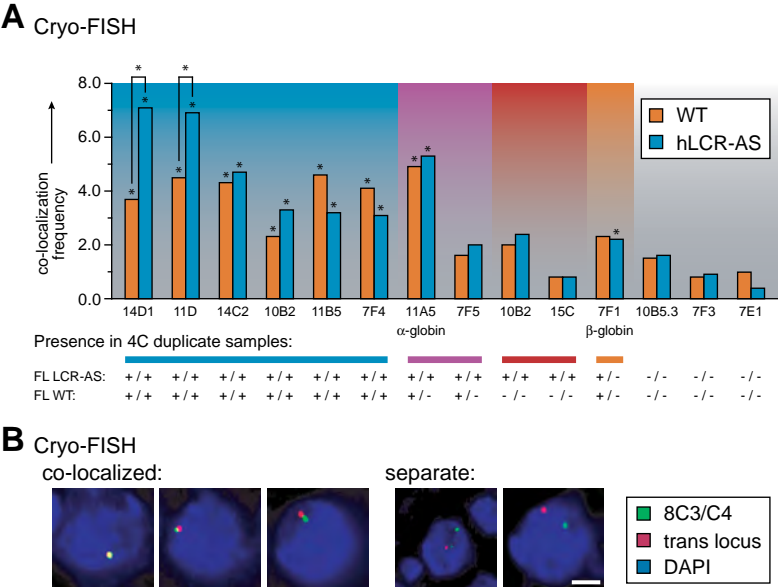 A Cryo-FISH
* *
* * * * * * * * * * * * * * *
8.0
6.0
4.0
2.0
0.0
co-localization
frequency
WT
hLCR-AS
14D1 11D 14C2 10B2 11B5 7F4 11A5 7F5 10B2 15C 7F1 10B5.3 7F3 7E1
α-globin β-globin
Presence in 4C duplicate samples:
FL LCR-AS: +/+ +/+ +/+ +/+ +/+ +/+ +/+ +/+ +/+ +/+ +/- -/- -/- -/-
FL WT: +/+ +/+ +/+ +/+ +/+ +/+ +/- +/- -/- -/- +/- -/- -/- -/-
B Cryo-FISH
co-localized: separate:
8C3/C4
trans locus
DAPI